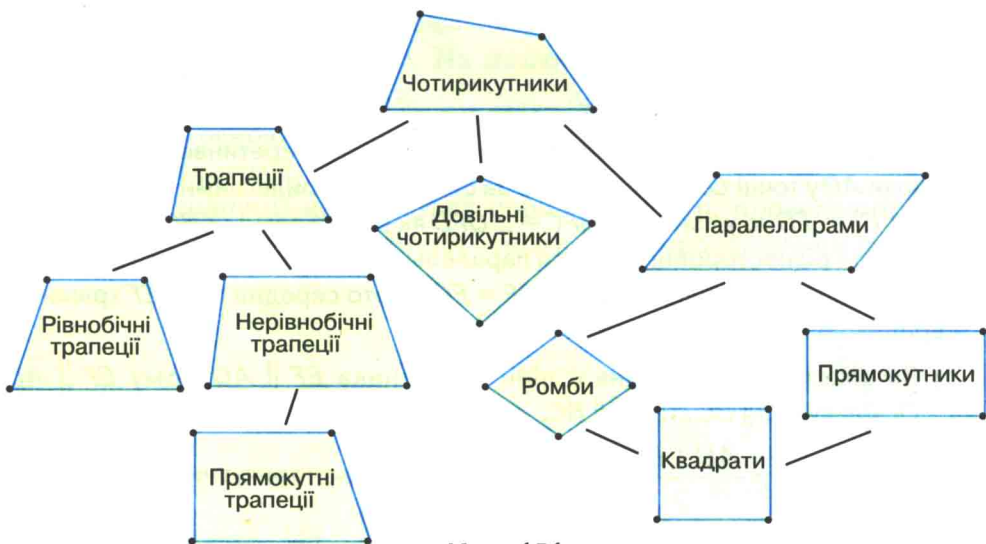 Чотирикутники
Трапеції
Довільні
чотирикутники
Паралелограми
Рівнобічні
трапеції
Нерівнобічні
трапеції
Ромби
Прямокутники
Прямокутні
трапеції
Квадрати